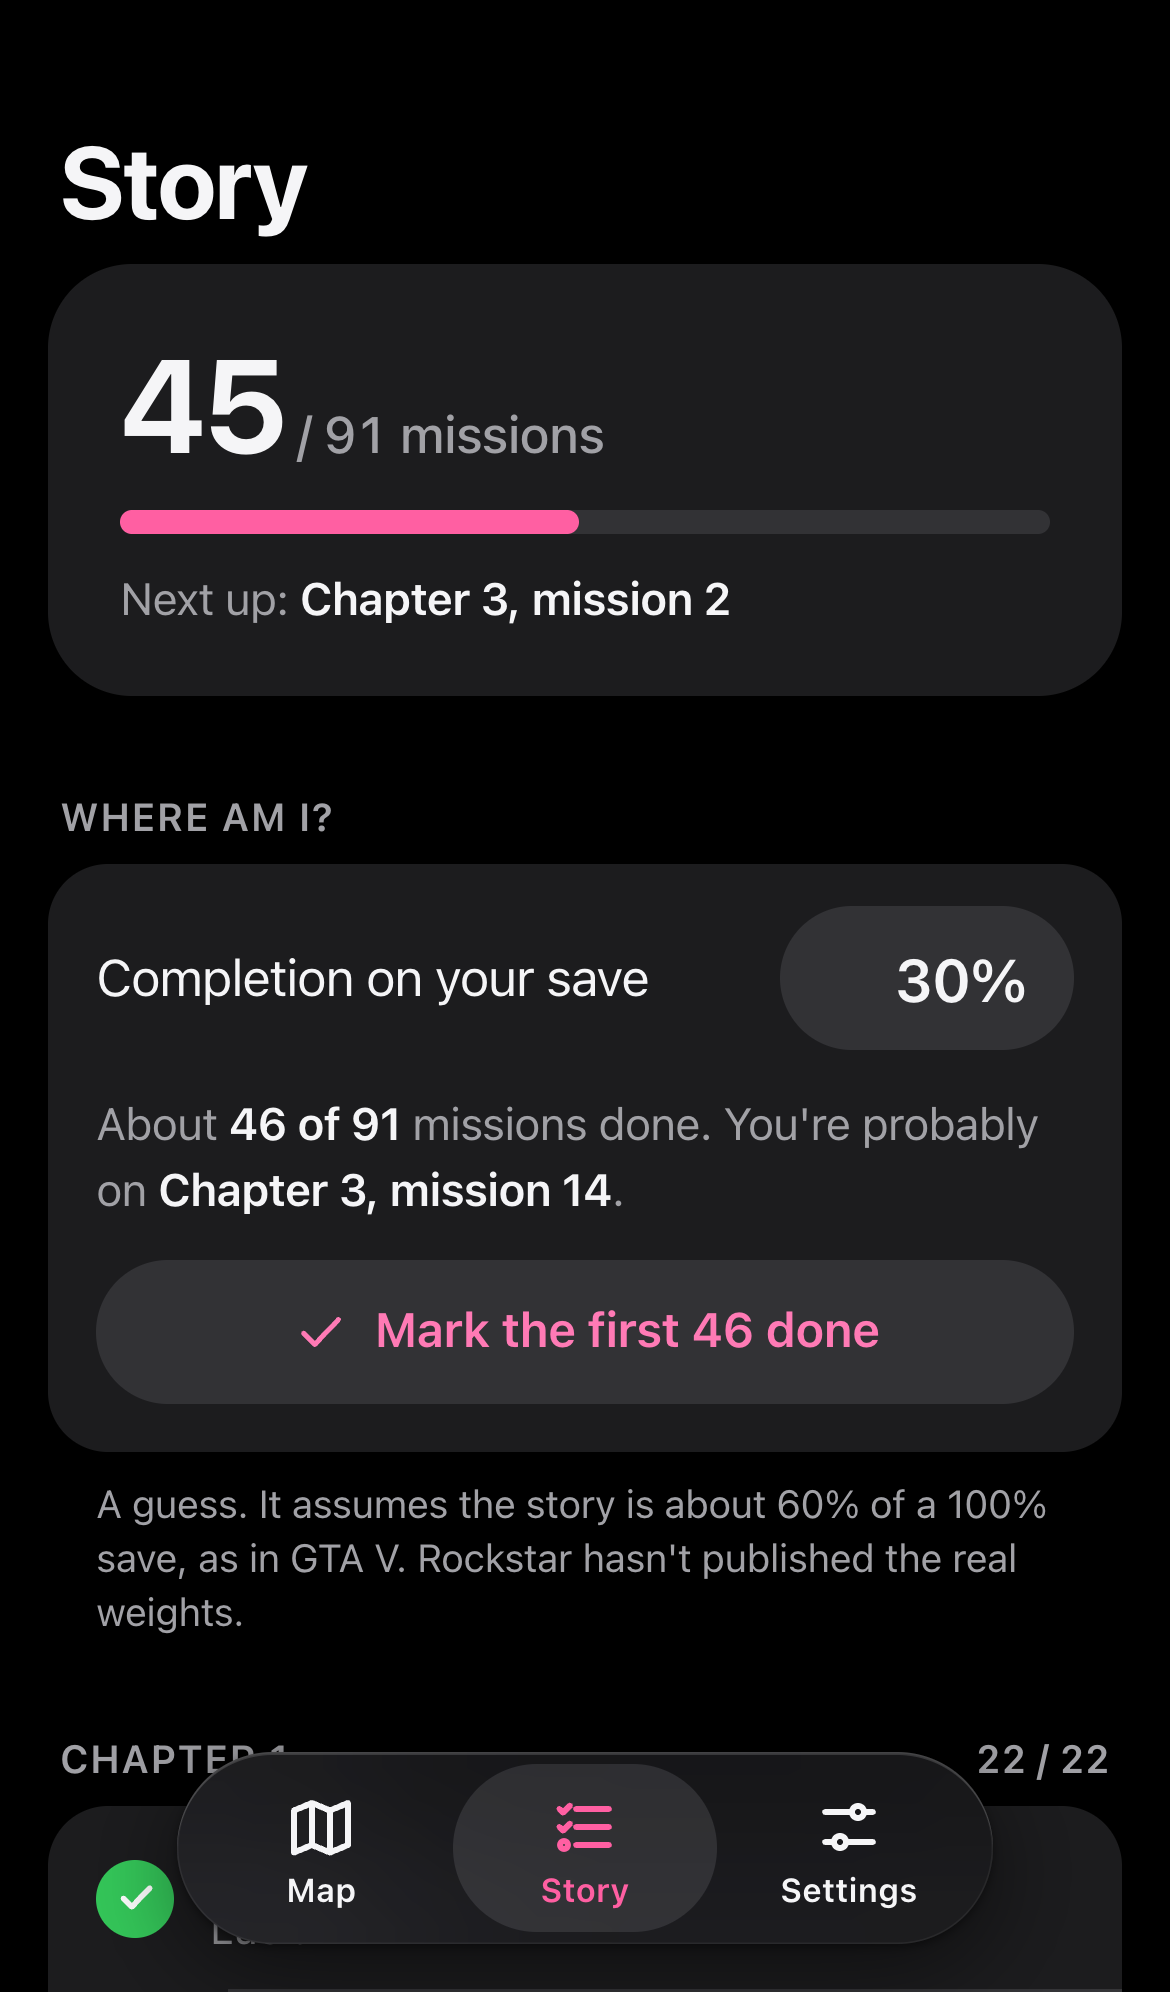 Story
45 / 91 missions
Next up: Chapter 3, mission 2
WHERE AM I?
Completion on your save 30%
About 46 of 91 missions done. You're probably
on Chapter 3, mission 14.
Mark the first 46 done
A guess. It assumes the story is about 60% of a 100%
save, as in GTA V. Rockstar hasn't published the real
weights.
CHAPTER 1 22 / 22
Map Story Settings